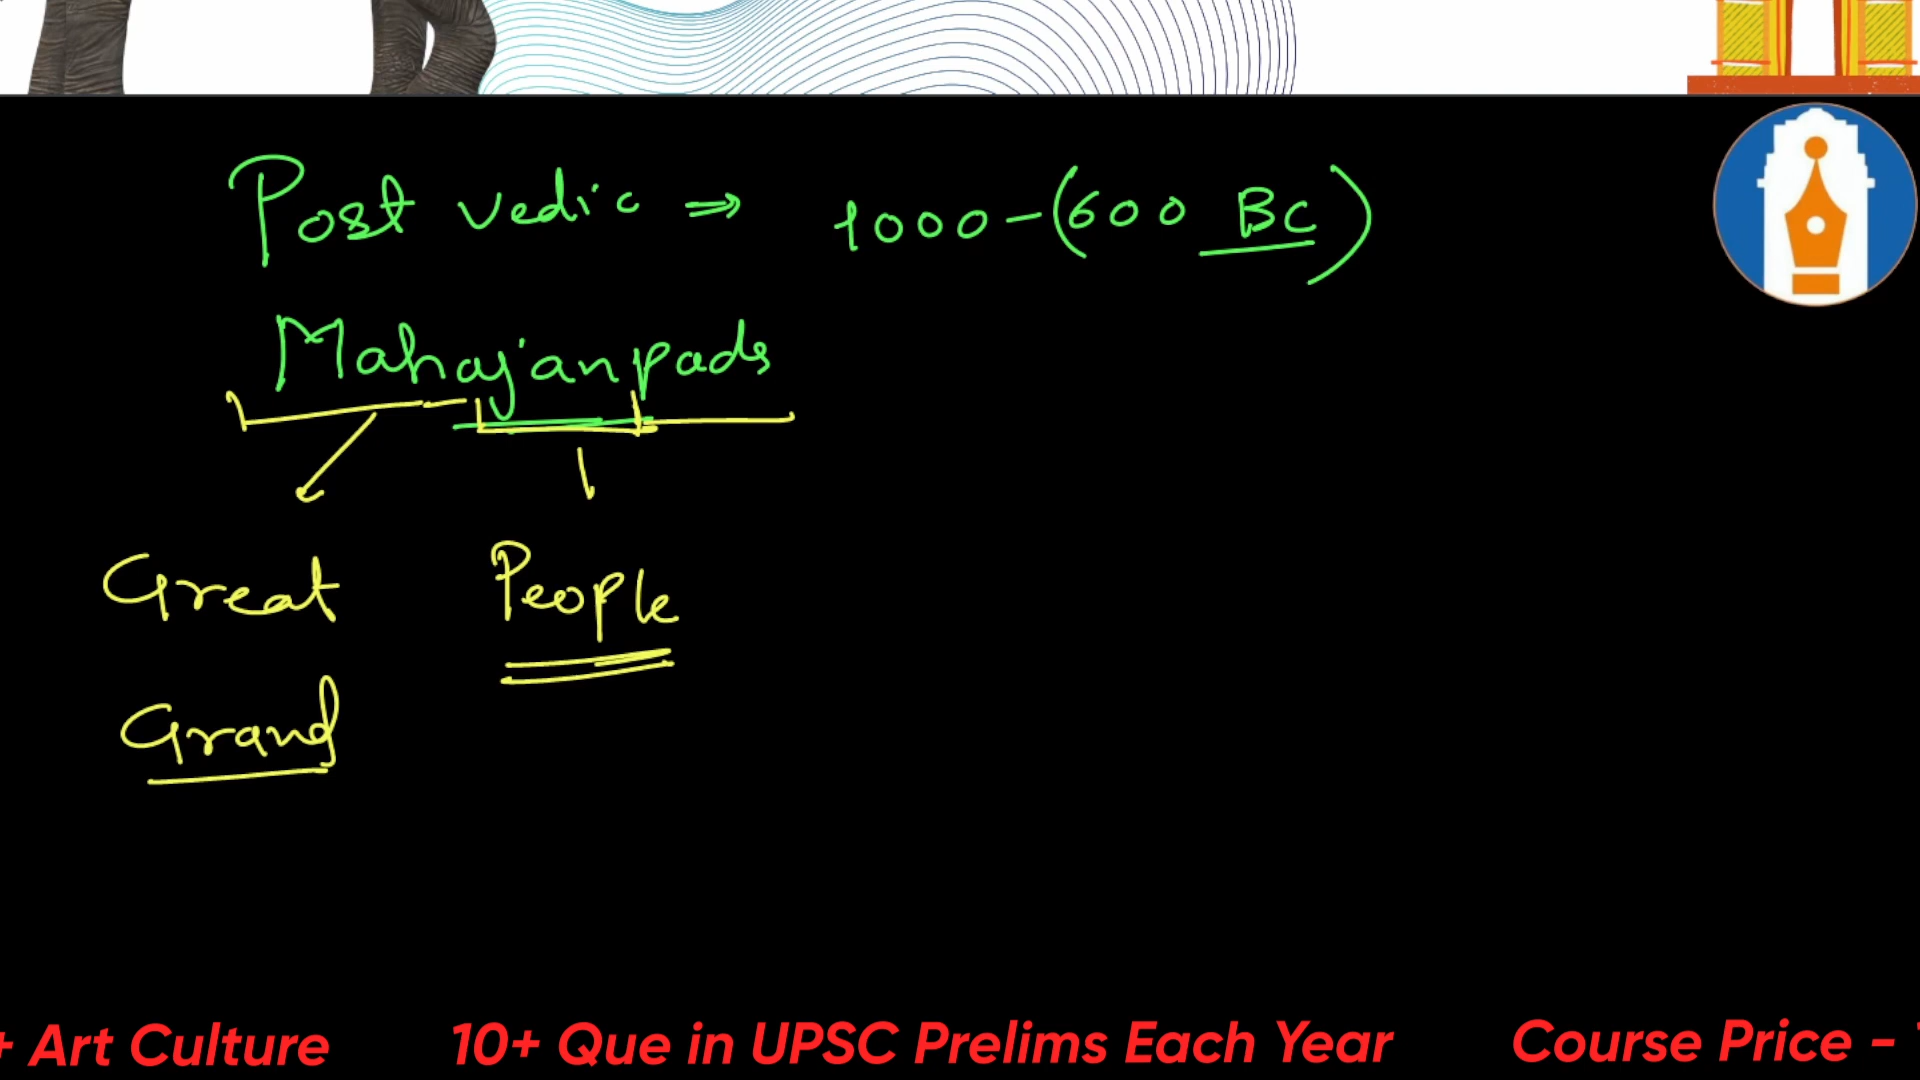 Post vedic ⇒ 1000-(600 BC)
Mahajanpads
Great People
Grand
+ Art Culture 10+ Que in UPSC Prelims Each Year Course Price -